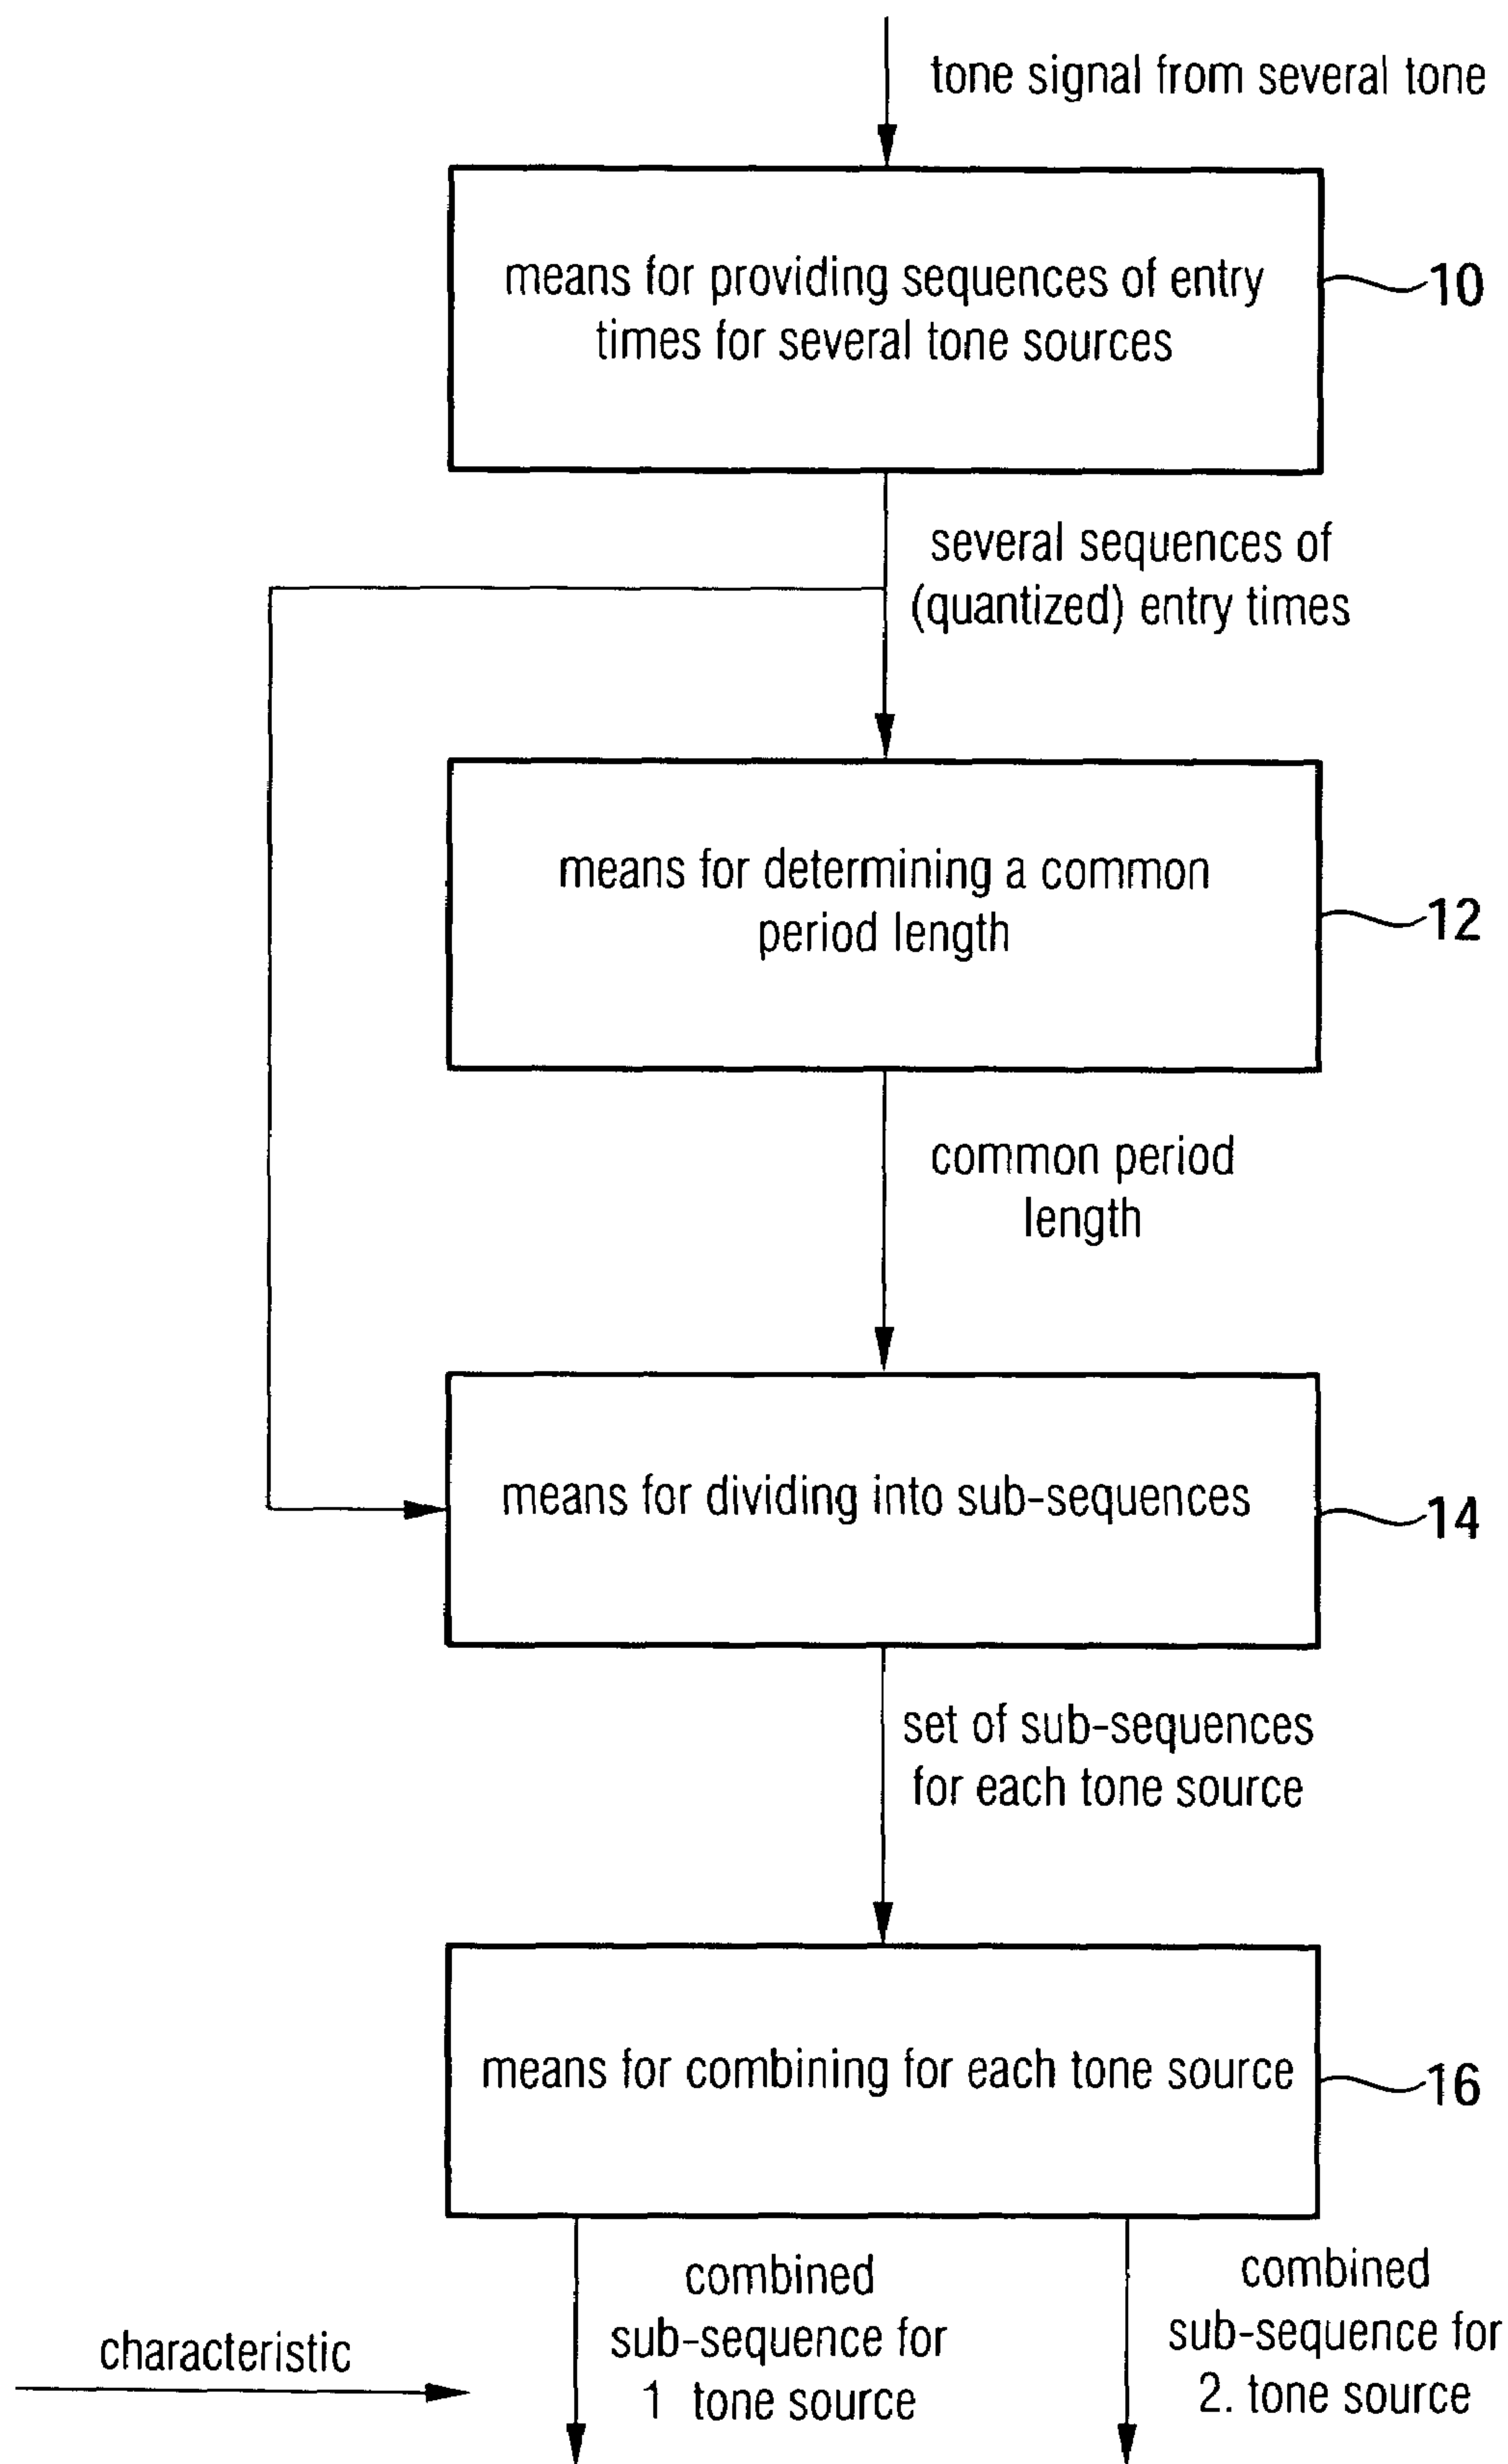 tone signal from several tone
means for providing sequences of entry
times for several tone sources
10
several sequences of
(quantized) entry times
means for determining a common
period length
12
common period
length
means for dividing into sub-sequences
14
set of sub-sequences
for each tone source
means for combining for each tone source
16
characteristic
combined
sub-sequence for
1 tone source
combined
sub-sequence for
2. tone source